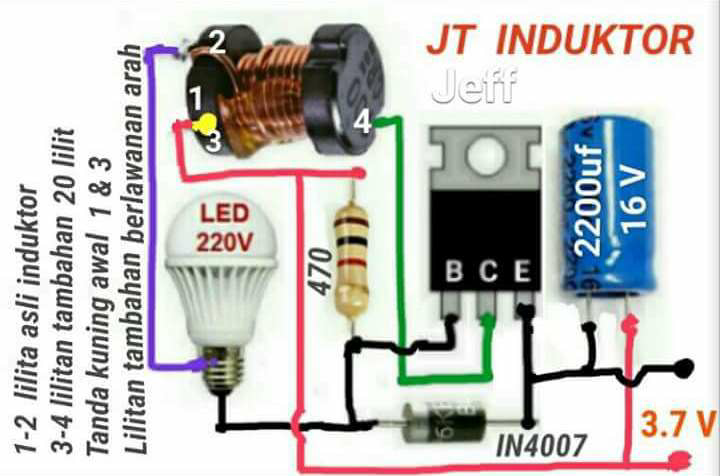 JT INDUKTOR
Jeff
2
1
3
4
LED
220V
470
B C E
2200uf
16 V
IN4007
3.7 V
1-2 lilita asli induktor
3-4 lilitan tambahan 20 lilit
Tanda kuning awal 1 & 3
Lilitan tambahan berlawanan arah